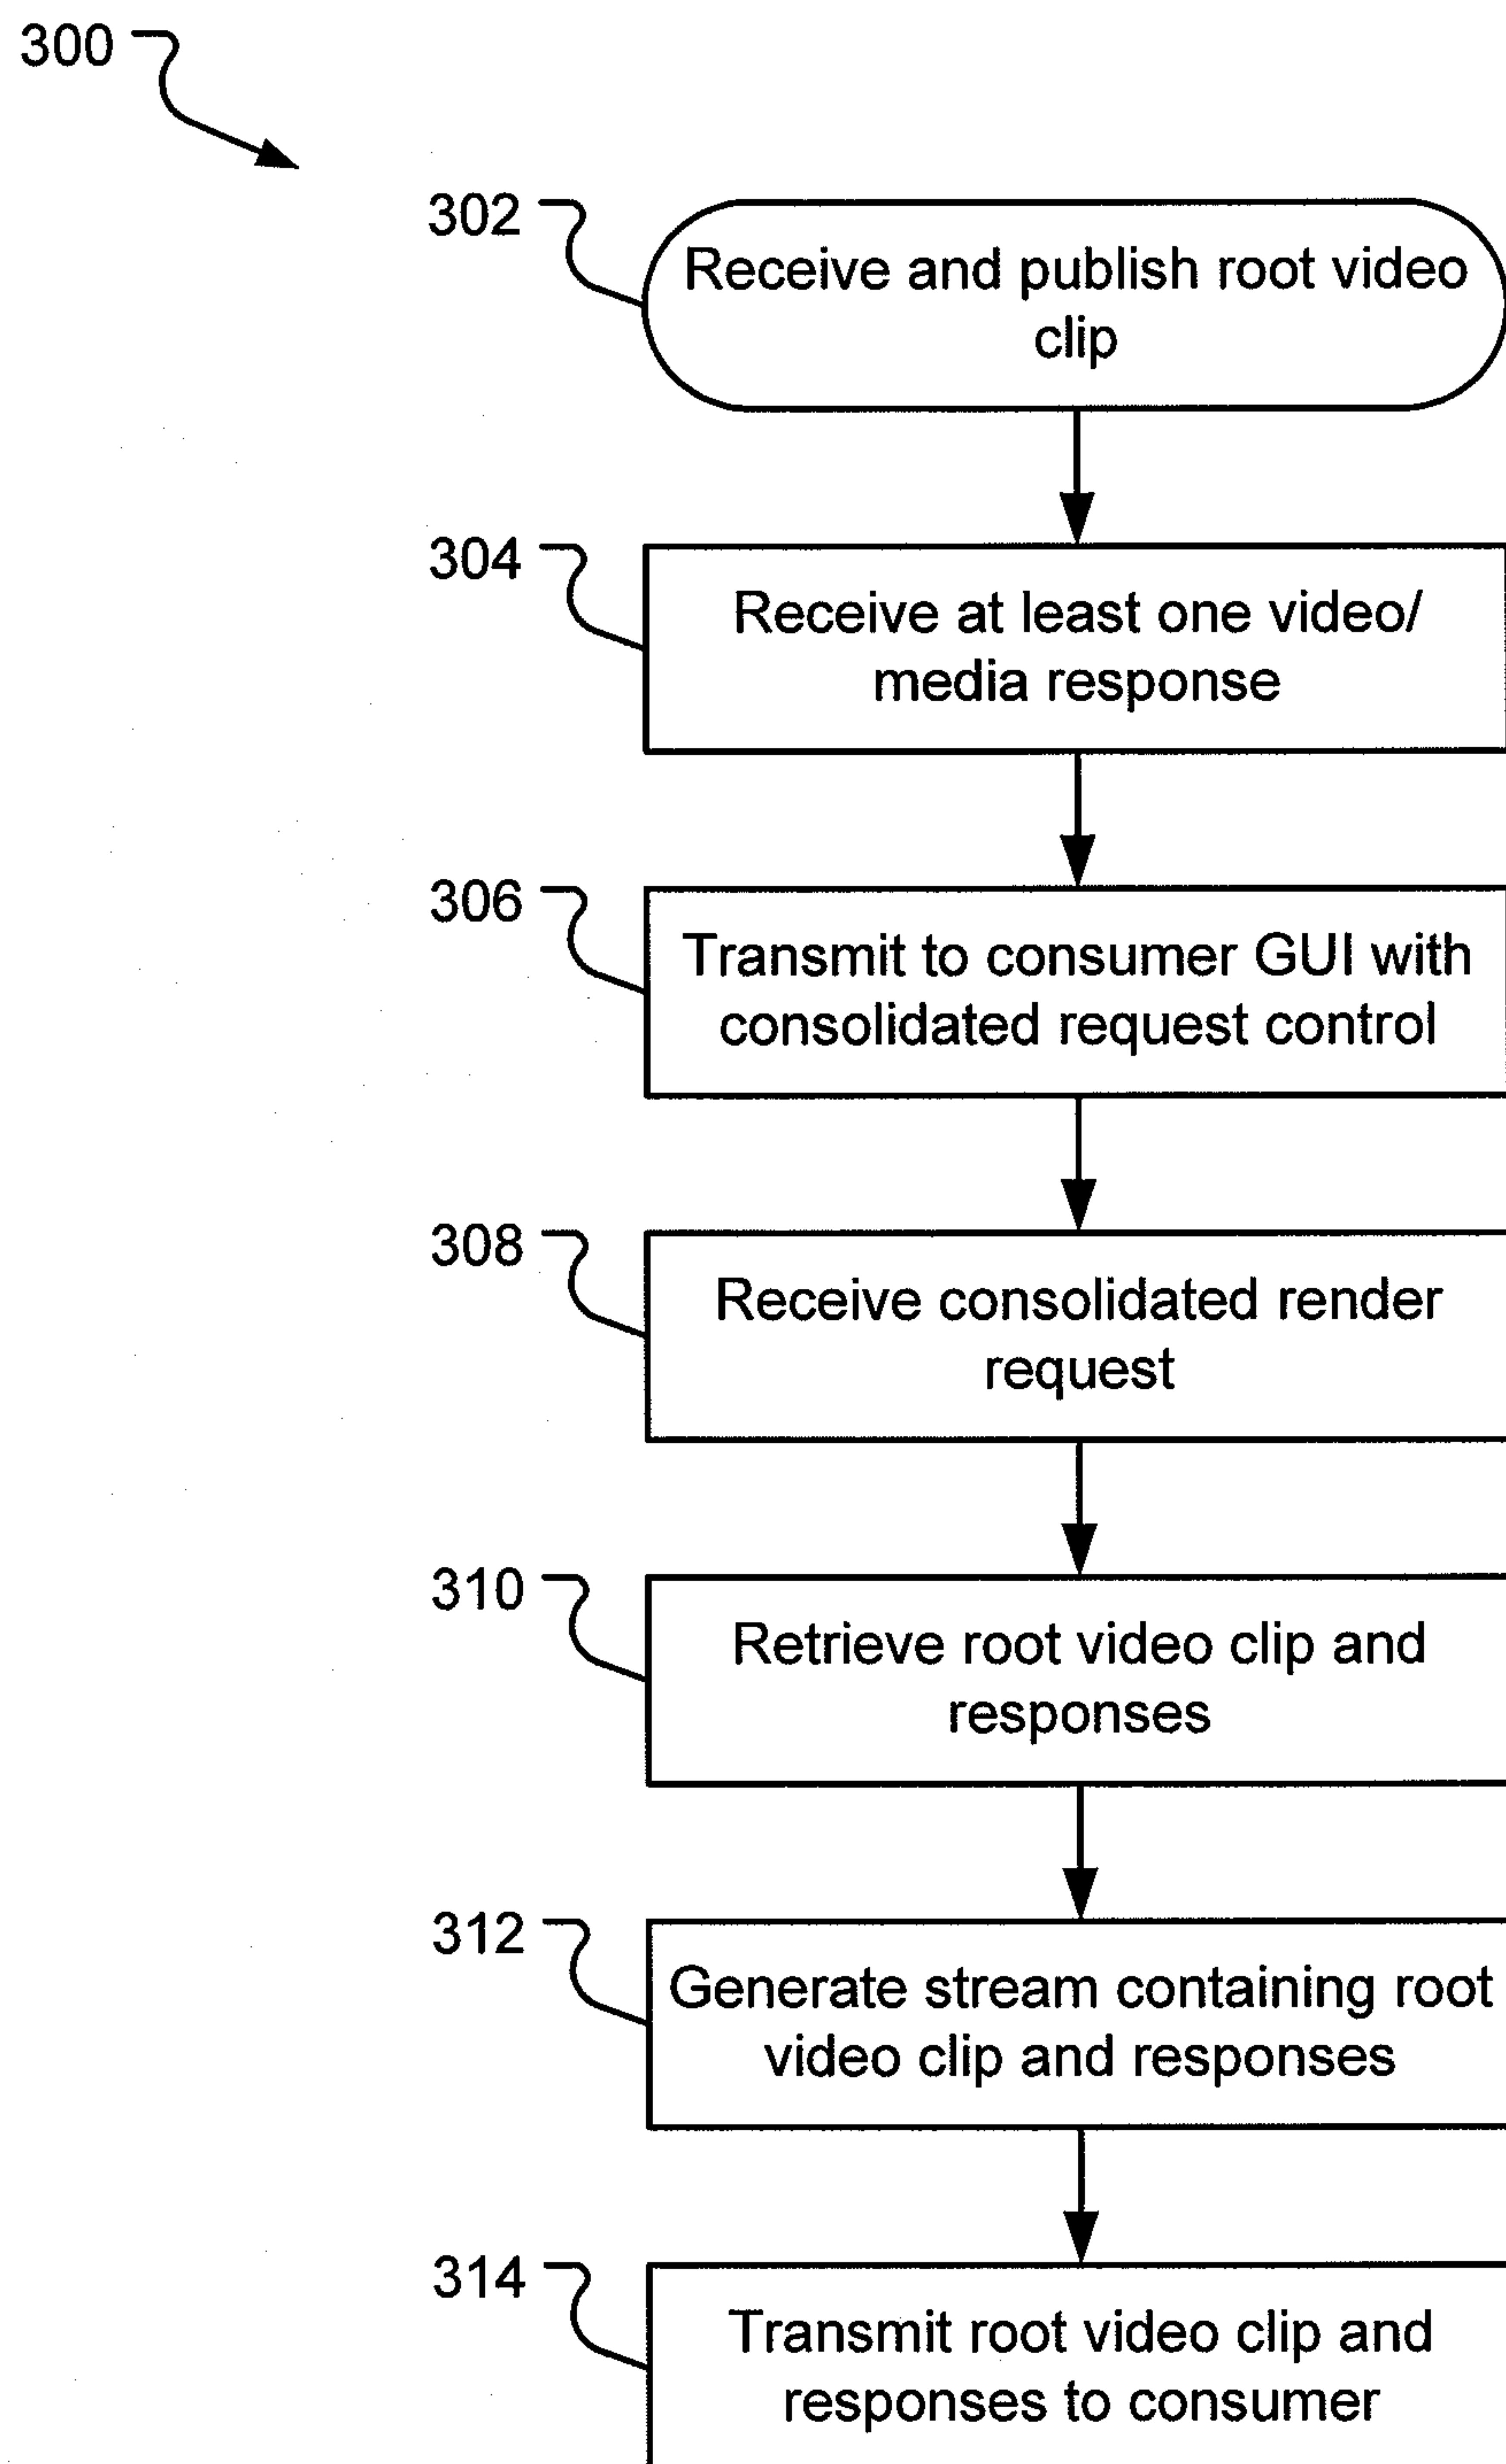 300
302
Receive and publish root video
clip
304
Receive at least one video/
media response
306
Transmit to consumer GUI with
consolidated request control
308
Receive consolidated render
request
310
Retrieve root video clip and
responses
312
Generate stream containing root
video clip and responses
314
Transmit root video clip and
responses to consumer